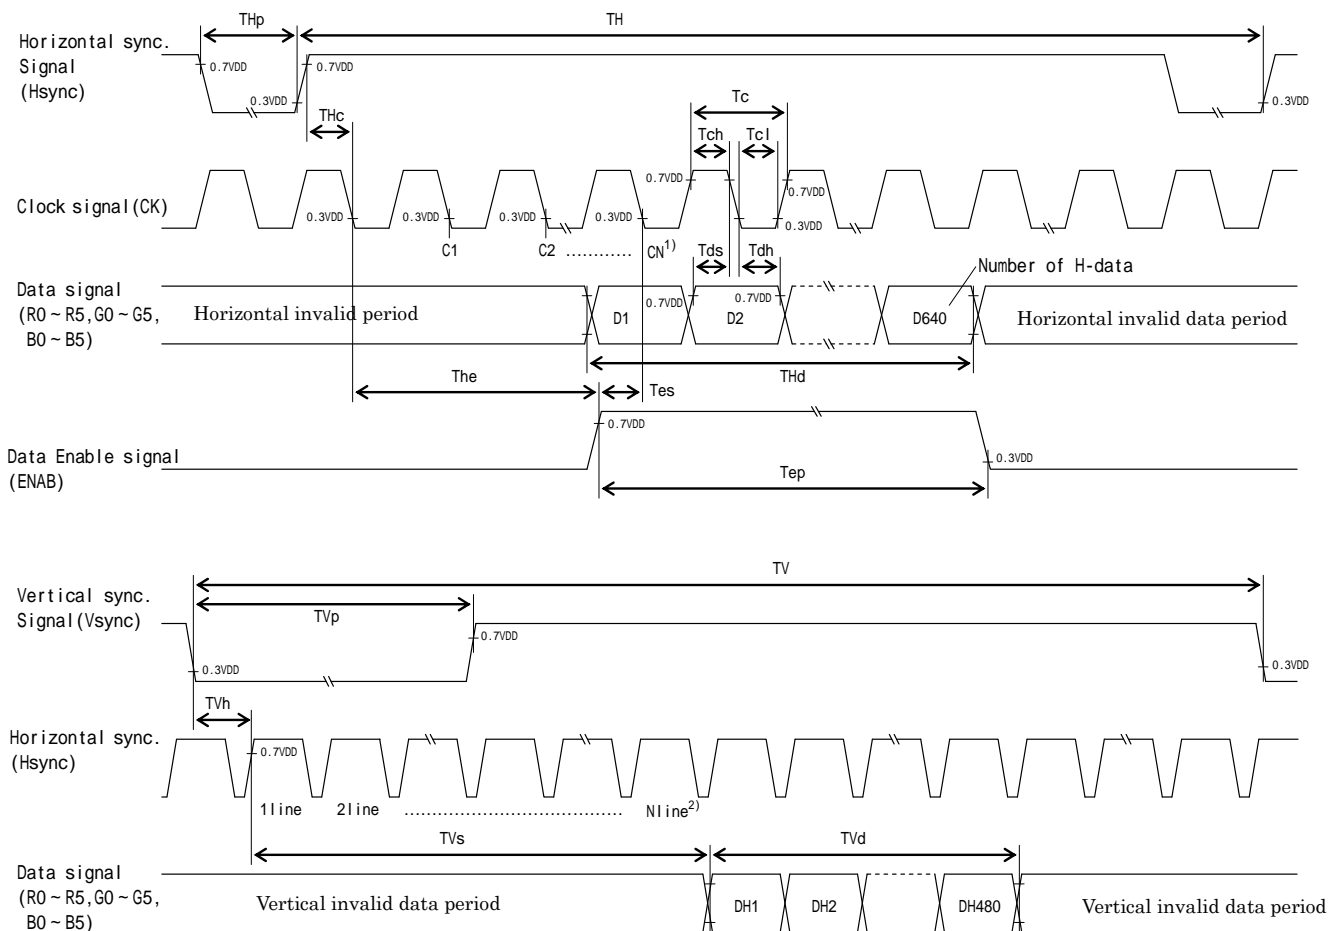 THp
TH
Horizontal sync.
Signal
(Hsync)
0.7VDD
0.7VDD
0.3VDD
0.3VDD
THc
Tc
Tch
Tcl
Clock signal(CK)
0.7VDD
0.7VDD
0.3VDD
0.3VDD
0.3VDD
0.3VDD
0.3VDD
C1
C2
............
CN1)
Tds
Tdh
Number of H-data
Data signal
(R0~R5,G0~G5,
B0~B5)
Horizontal invalid period
0.7VDD
0.7VDD
D1
D2
D640
Horizontal invalid data period
The
Tes
THd
0.7VDD
Data Enable signal
(ENAB)
0.3VDD
Tep
TV
Vertical sync.
Signal(Vsync)
TVp
0.7VDD
0.3VDD
0.3VDD
TVh
Horizontal sync.
(Hsync)
0.7VDD
1line
2line
.......................................
Nline2)
TVs
TVd
Data signal
(R0~R5,G0~G5,
B0~B5)
Vertical invalid data period
DH1
DH2
DH480
Vertical invalid data period